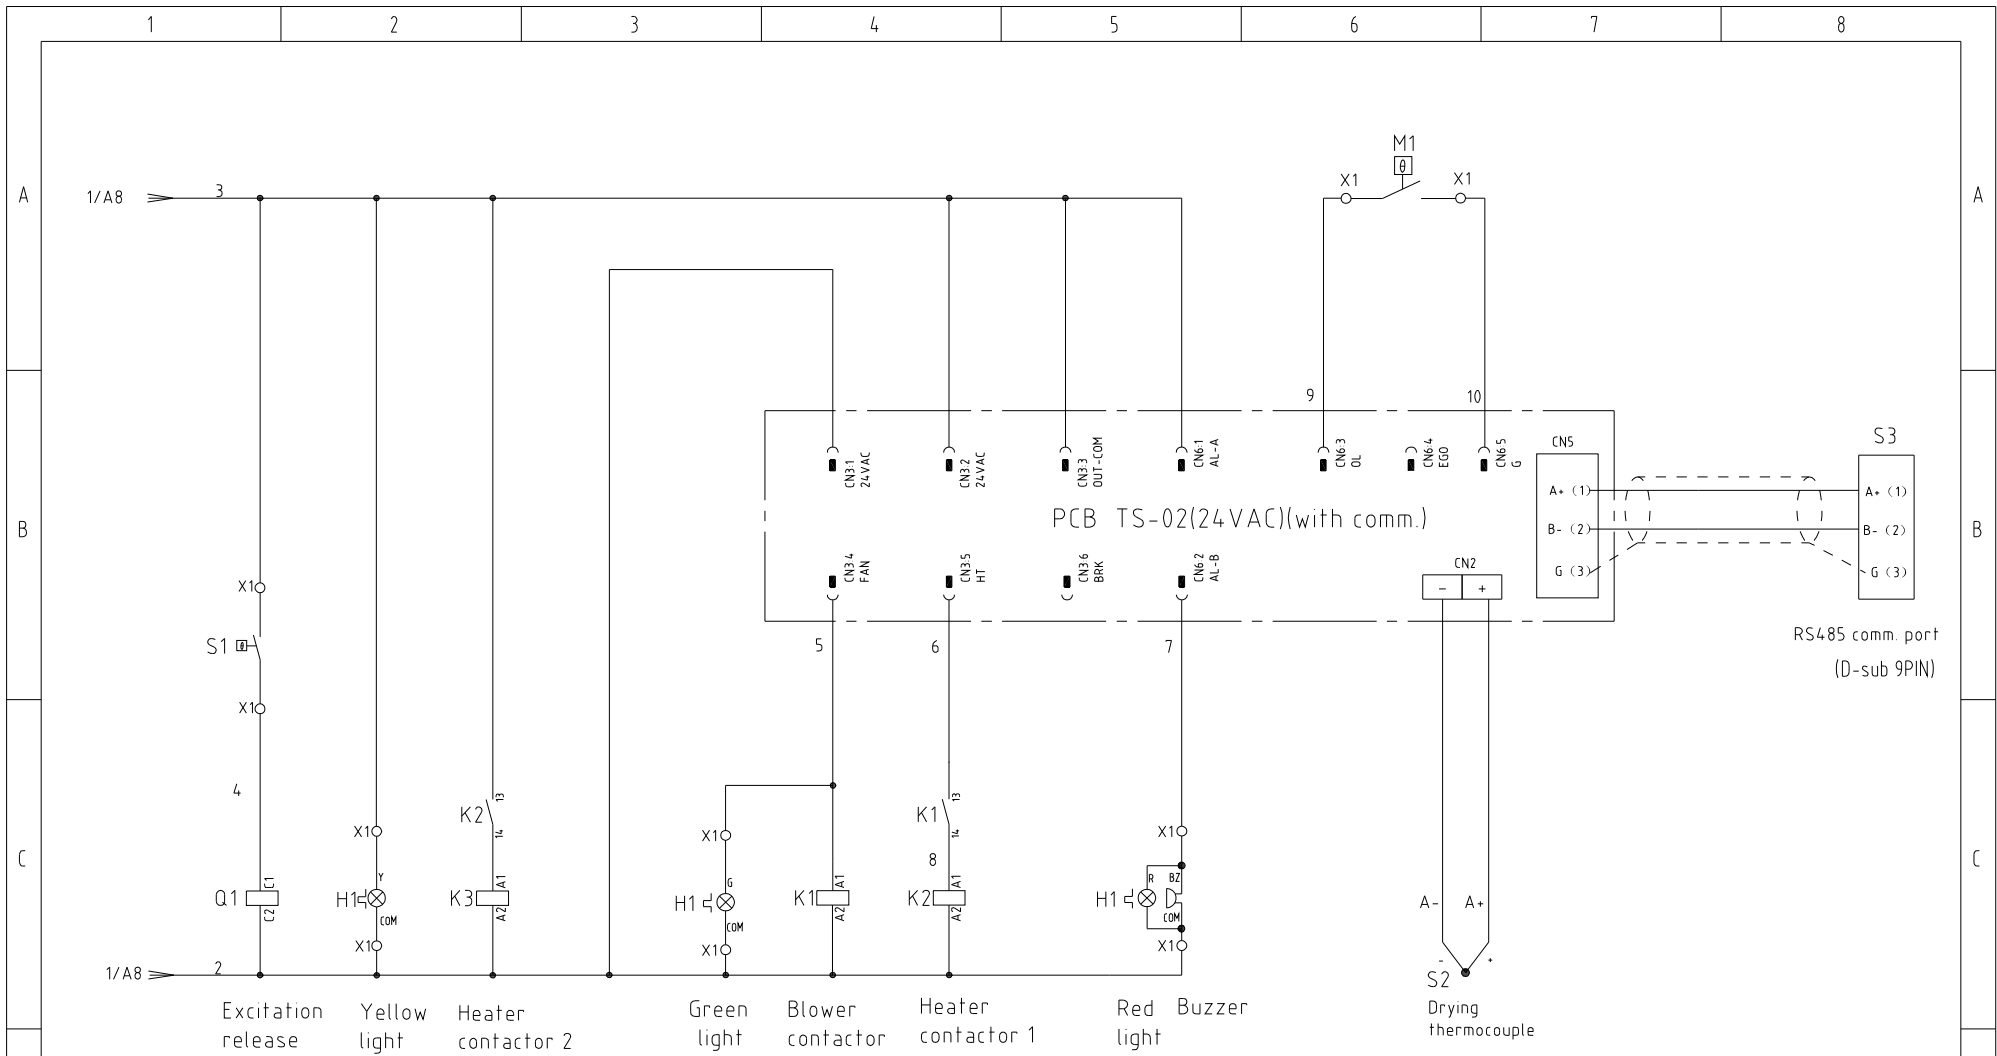 1 2 3 4 5 6 7 8
A A
M1
θ
X1 X1
1/A8 3
9 10
CN3:1
24VAC
CN3:2
24VAC
CN3:3
OUT-COM
CN6:1
AL-A
CN6:3
OL
CN6:4
EGO
CN6:5
G
CN5
S3
A+ (1)
A+ (1)
PCB TS-02(24VAC)(with comm.)
B B
B- (2)
B- (2)
G (3)
G (3)
CN3:4
FAN
CN3:5
HT
CN3:6
BRK
CN6:2
AL-B
CN2
- +
X1
S1 θ
X1
5 6 7
RS485 comm. port
(D-sub 9PIN)
4
K2 13
14
K1 13
14
8
X1 X1 X1
C C
Q1 C1
C2
H1 Y
COM
K3 A1
A2
H1 G
COM
K1 A1
A2
K2 A1
A2
H1 R BZ
COM
A- A+
X1 X1 X1
- +
1/A8 2
S2
Drying
thermocouple
Excitation
release
Yellow
light
Heater
contactor 2
Green
light
Blower
contactor
Heater
contactor 1
Red
light
Buzzer